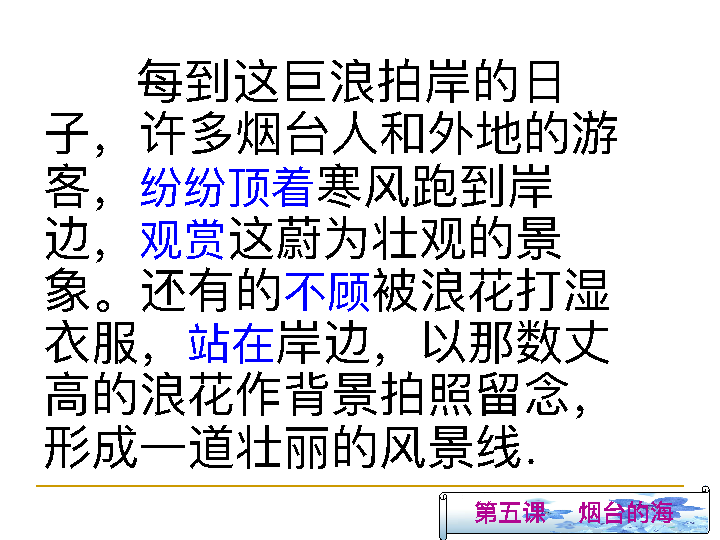 每到这巨浪拍岸的日
子，许多烟台人和外地的游
客，纷纷顶着寒风跑到岸
边，观赏这蔚为壮观的景
象。还有的不顾被浪花打湿
衣服，站在岸边，以那数丈
高的浪花作背景拍照留念，
形成一道壮丽的风景线.
第五课 烟台的海